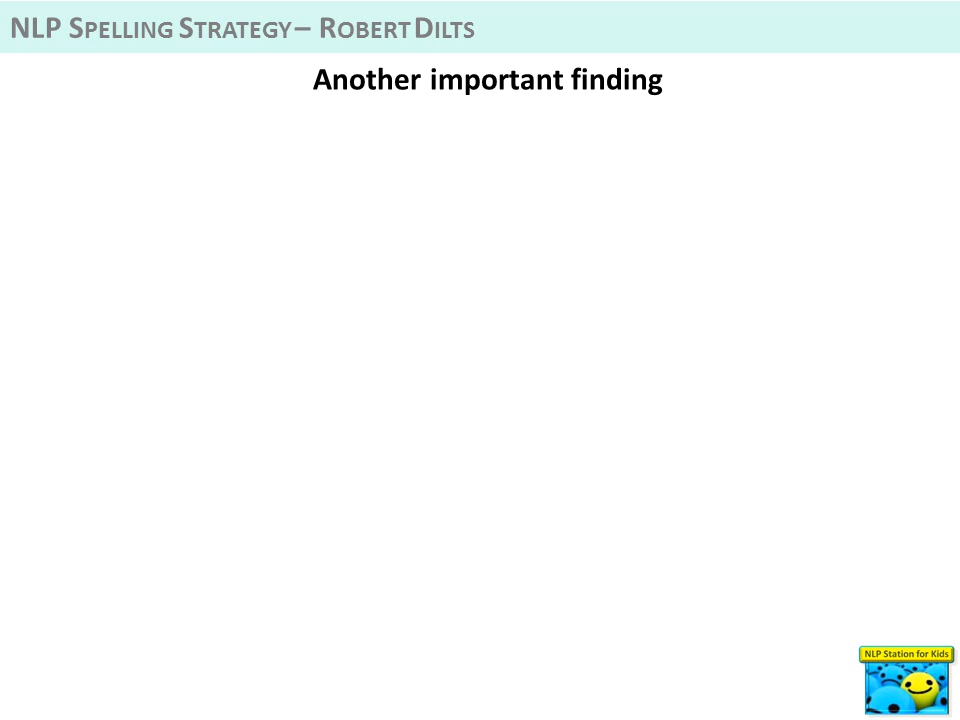 NLP SPELLING STRATEGY – ROBERT DILTS
Another important finding
NLP Station for Kids